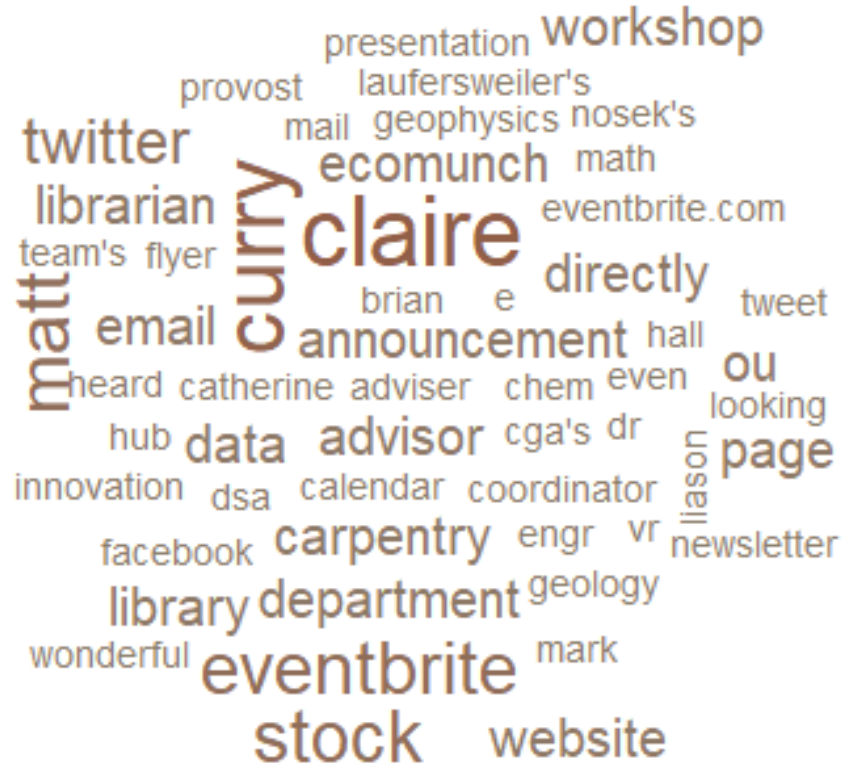 presentation workshop
provost laufersweiler's
twitter mail geophysics nosek's
ecomunch math
librarian curry claire eventbrite.com
team's flyer directly
matt brian e tweet
email announcement hall
heard catherine adviser chem even ou
looking
hub data advisor cga's dr page
innovation dsa calendar coordinator liason
facebook carpentry engr vr newsletter
library department geology
wonderful eventbrite mark
stock website